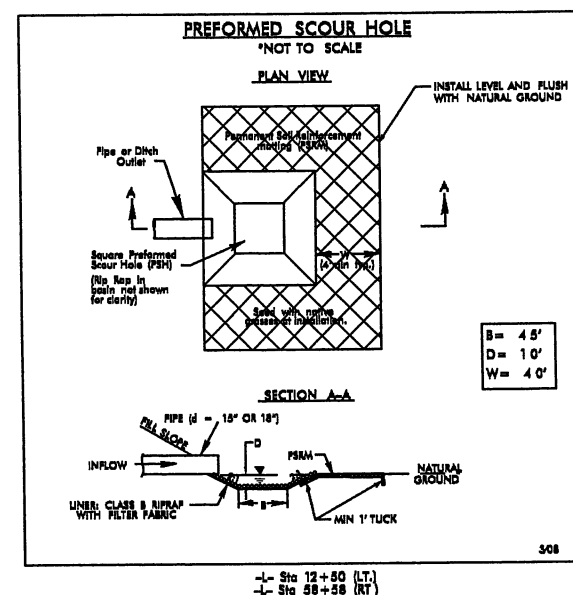 PREFORMED SCOUR HOLE
*NOT TO SCALE
PLAN VIEW
INSTALL LEVEL AND FLUSH
WITH NATURAL GROUND
Permanent Soil Reinforcement
matting (PSRM)
Pipe or Ditch
Outlet
A
A
Square Preformed
Scour Hole (PSH)
(Rip Rap in
basin not shown
for clarity)
W
(4' min typ.)
Seed with native
grasses at installation.
B= 4 5'
D= 1 0'
W= 4 0'
SECTION A-A
PIPE (d = 15" OR 18")
FILL SLOPE
D
PSRM
INFLOW
NATURAL
GROUND
LINER: CLASS B RIPRAP
WITH FILTER FABRIC
B
MIN 1' TUCK
3/08
-L- Sta 12+50 (LT.)
-L- Sta 58+58 (RT )